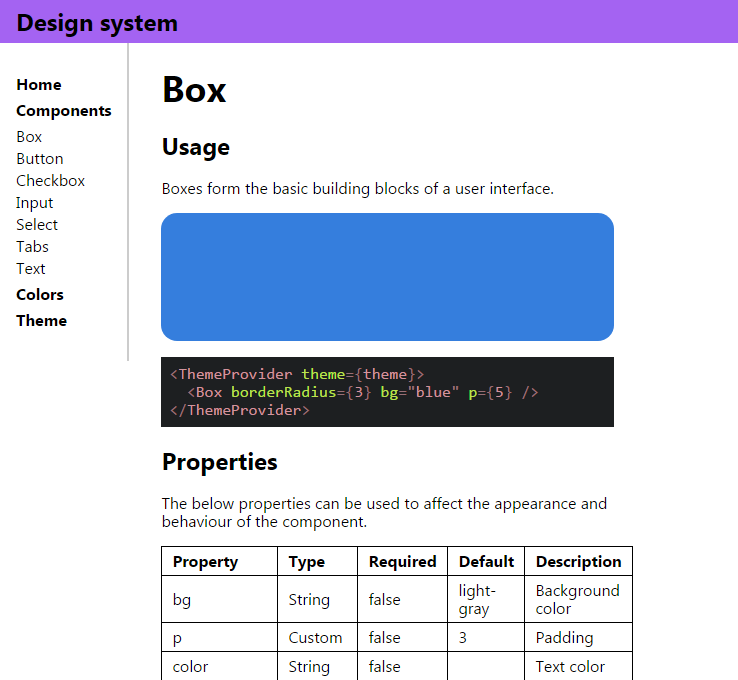 Design system
Home
Components
Box
Button
Checkbox
Input
Select
Tabs
Text
Colors
Theme
Box
Usage
Boxes form the basic building blocks of a user interface.
<ThemeProvider theme={theme}>
  <Box borderRadius={3} bg="blue" p={5} />
</ThemeProvider>
Properties
The below properties can be used to affect the appearance and
behaviour of the component.
Property Type Required Default Description
bg String false light-
gray Background
color
p Custom false 3 Padding
color String false Text color